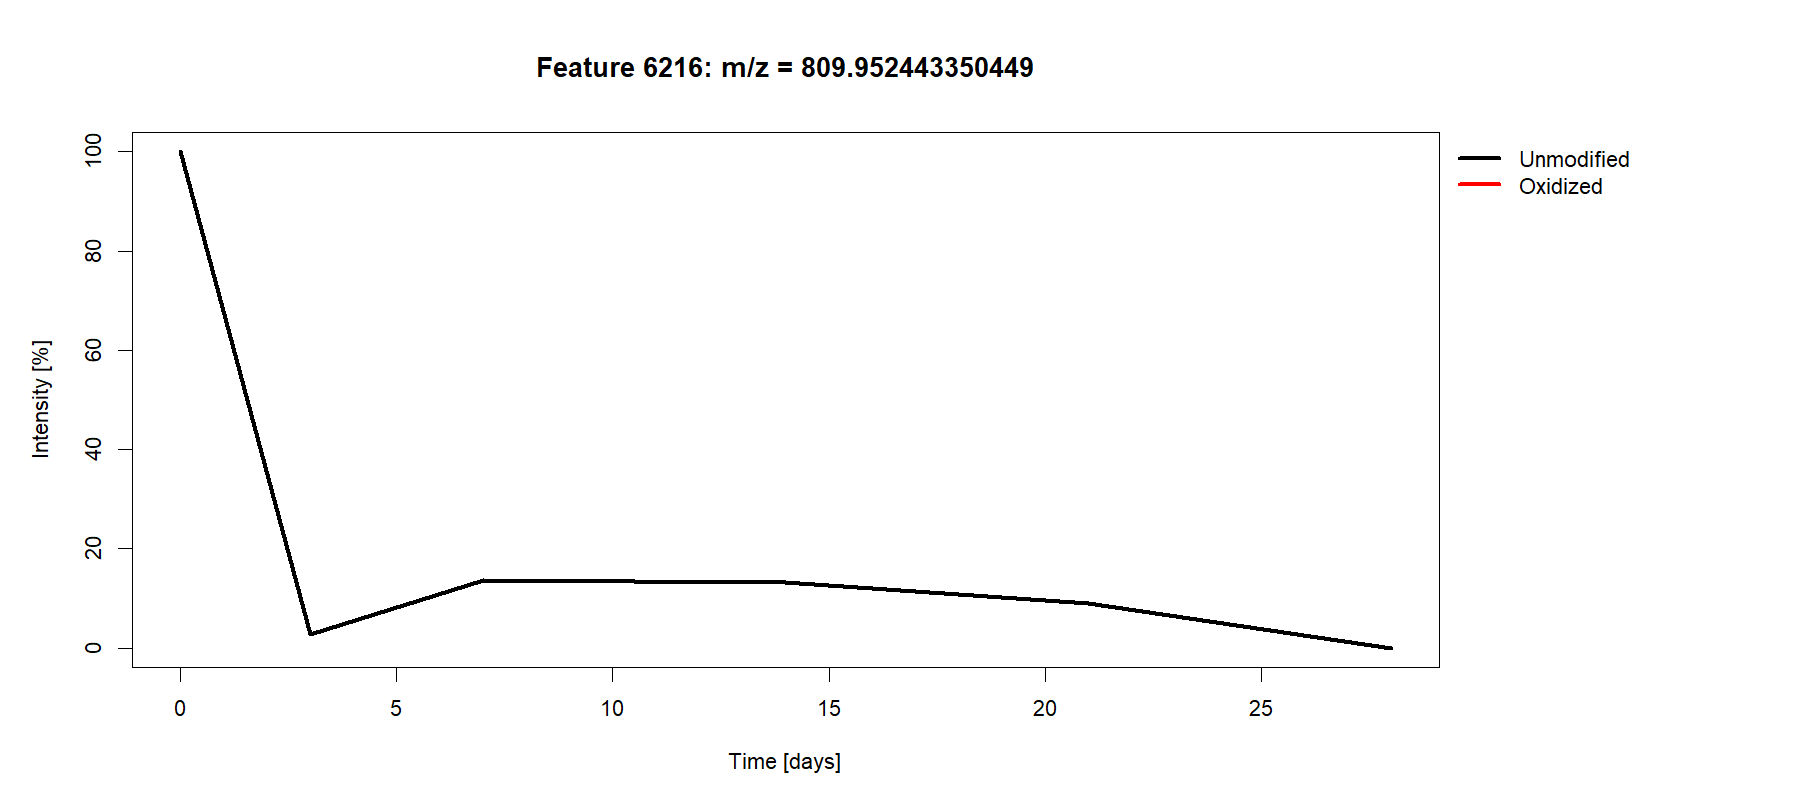 Feature 6216: m/z = 809.952443350449
Unmodified
Oxidized
Intensity [%]
100
80
60
40
20
0
0 5 10 15 20 25
Time [days]